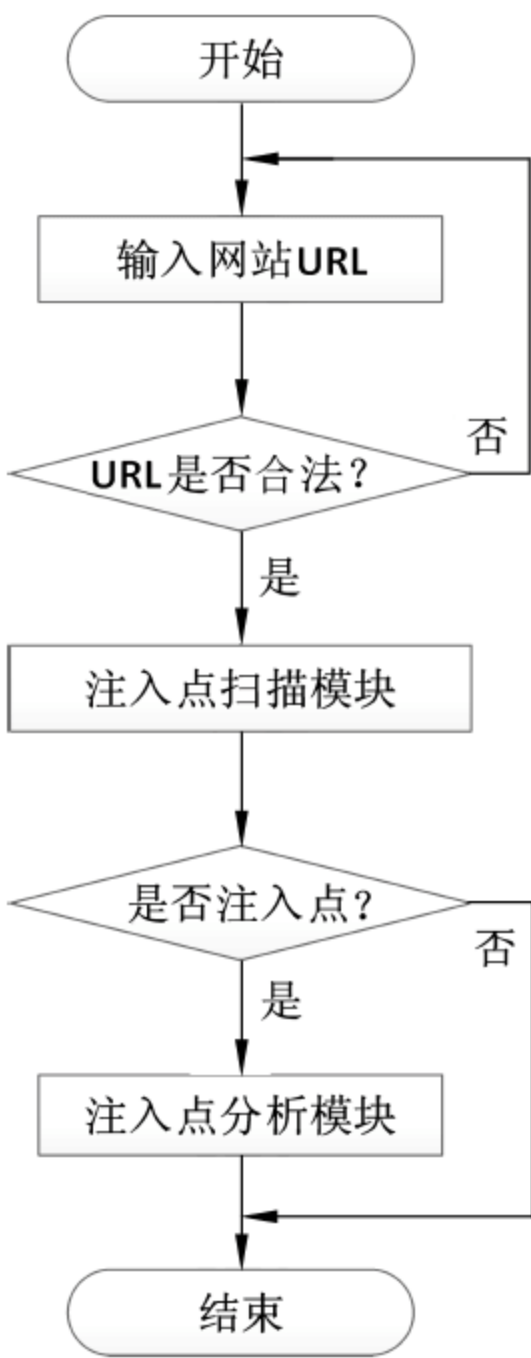 开始
输入网站URL
否
URL是否合法？
是
注入点扫描模块
是否注入点？
否
是
注入点分析模块
结束